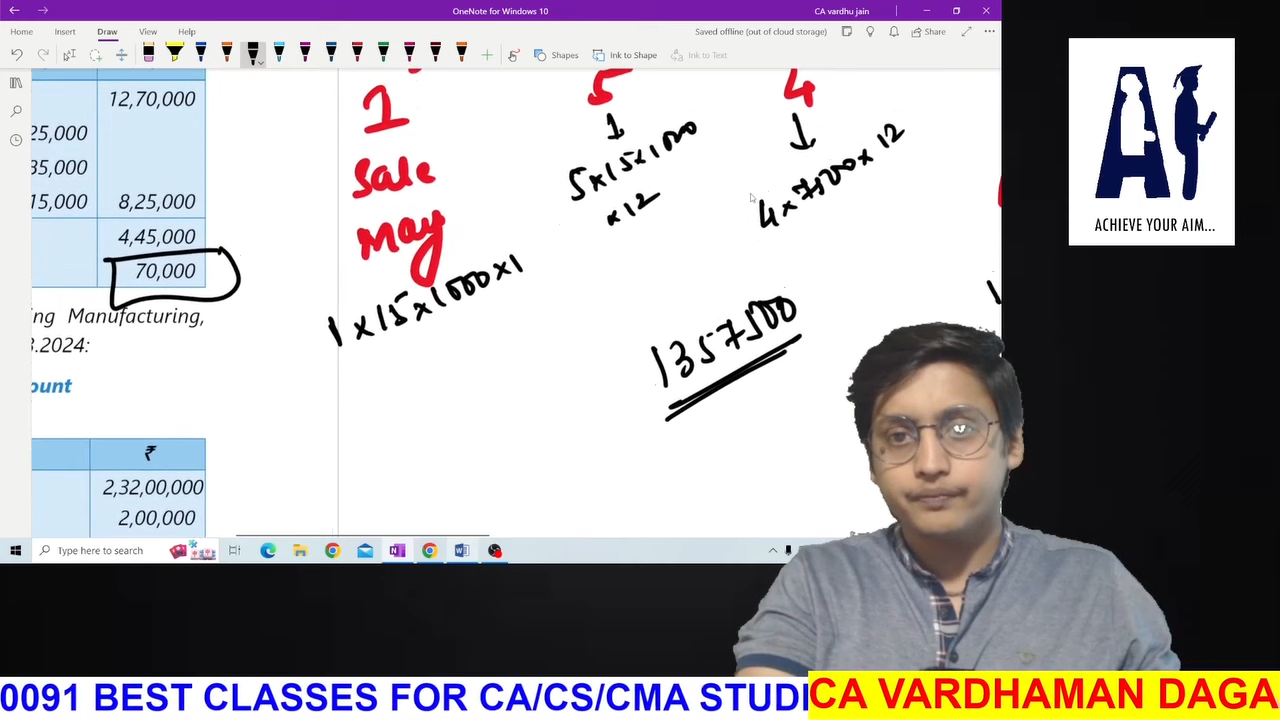 OneNote for Windows 10
CA vardhu jain
Home
Insert
Draw
View
Help
Saved offline (out of cloud storage)
Share
Shapes
Ink to Shape
Ink to Text
12,70,000
25,000
35,000
15,000 8,25,000
4,45,000
70,000
ing Manufacturing,
3.2024:
ount
₹
2,32,00,000
2,00,000
1
Sale
May
1 x 15 x 1000 x 1
5
5 x 15 x 1000
x 12
4
4 x 7500 x 12
1357500
Type here to search
ACHIEVE YOUR AIM...
0091 BEST CLASSES FOR CA/CS/CMA STUD
CA VARDHAMAN DAGA